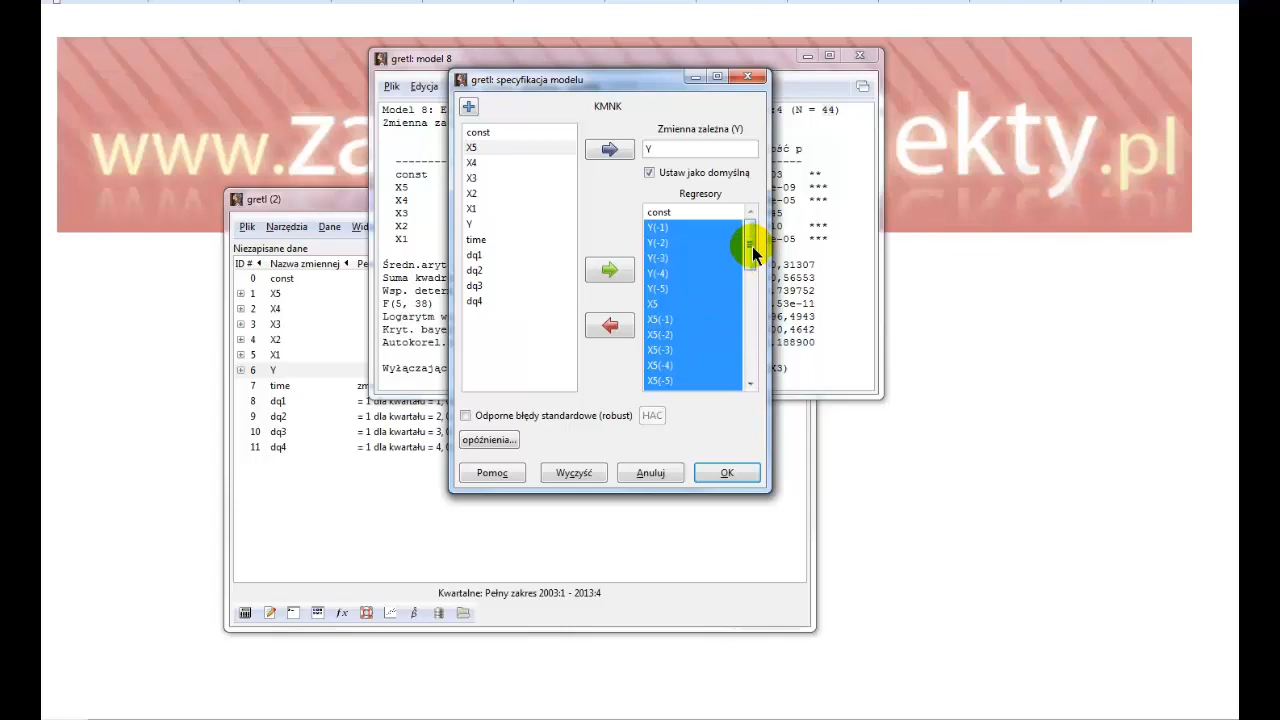 www.za
ekty.pl
gretl: model 8
Plik Edycja
Model 8: E
:4 (N = 44)
Zmienna za
ość p
const
03 **
X5
e-09 ***
X4
e-05 ***
X3
X2
10 ***
X1
e-05 ***
Średn.aryt
0,31307
Suma kwadr
0,56553
Wsp. deter
,739752
F(5, 38)
,53e-11
Logarytm w
96,4943
Kryt. baye
00,4642
Autokorel.
,188900
Wyłączając
X3)
gretl: specyfikacja modelu
KMNK
const
X5
X4
X3
X2
X1
Y
time
dq1
dq2
dq3
dq4
Zmienna zależna (Y)
Y
Ustaw jako domyślną
Regresory
const
Y(-1)
Y(-2)
Y(-3)
Y(-4)
Y(-5)
X5
X5(-1)
X5(-2)
X5(-3)
X5(-4)
X5(-5)
Odporne błędy standardowe (robust) HAC
opóźnienia...
Pomoc Wyczyść Anuluj OK
gretl (2)
Plik Narzędzia Dane Wid
Niezapisane dane
ID # Nazwa zmiennej
0 const
1 X5
2 X4
3 X3
4 X2
5 X1
6 Y
7 time
8 dq1 = 1 dla kwartału = 1, 0
9 dq2 = 1 dla kwartału = 2, 0
10 dq3 = 1 dla kwartału = 3, 0
11 dq4 = 1 dla kwartału = 4, 0
Kwartalne: Pełny zakres 2003:1 - 2013:4
fx
β